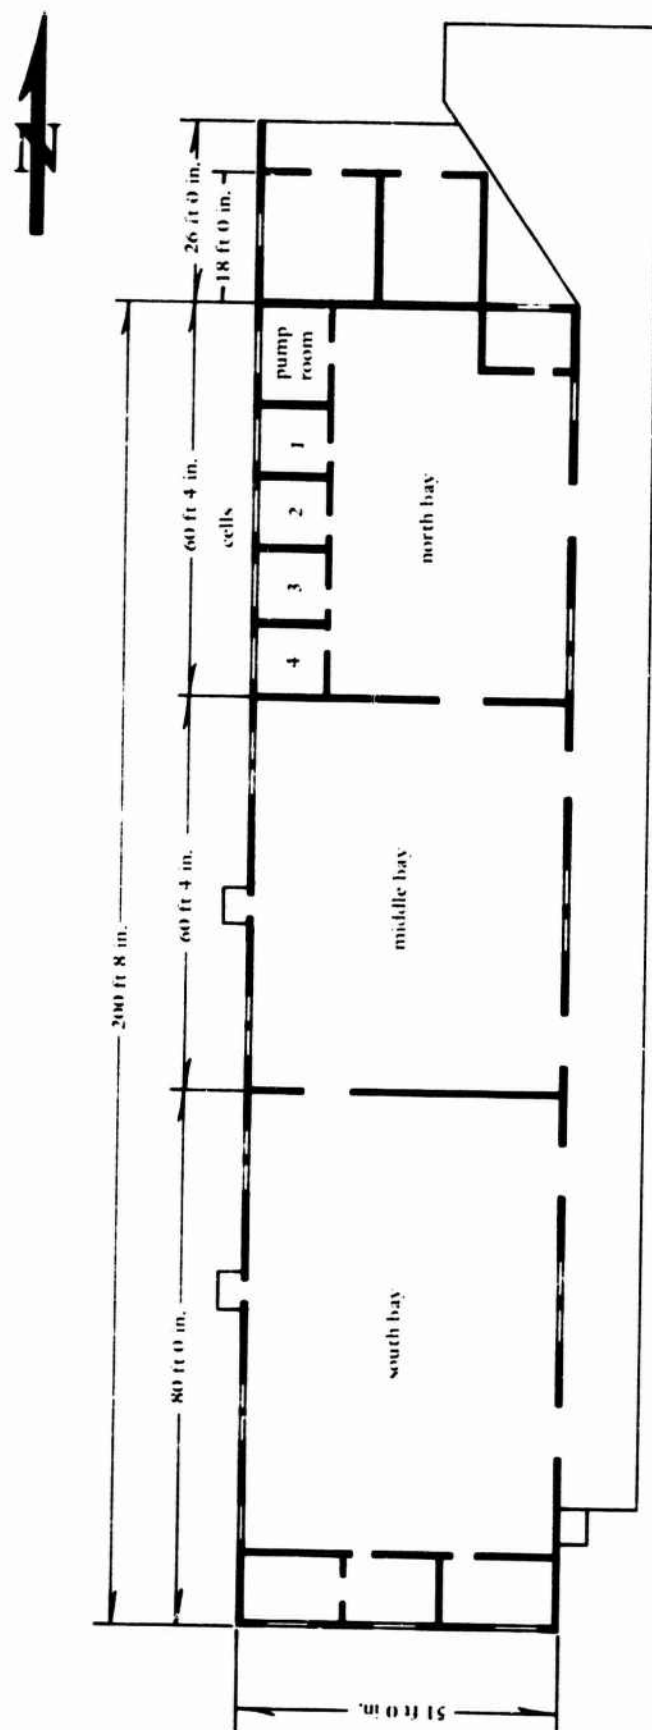 N
26 ft 0 in.
18 ft 0 in.
pump
room
1
60 ft 4 in.
cells
2
north bay
3
4
60 ft 4 in.
middle bay
200 ft 8 in.
80 ft 0 in.
south bay
51 ft 0 in.